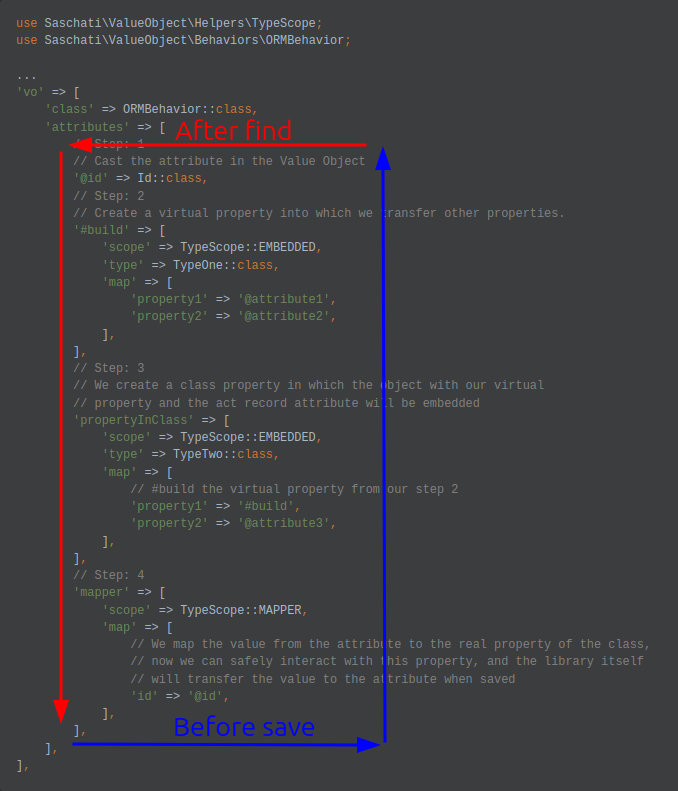 use Saschati\ValueObject\Helpers\TypeScope;
use Saschati\ValueObject\Behaviors\ORMBehavior;
...
'vo' => [
'class' => ORMBehavior::class,
'attributes' => [
After find
// Step: 1
// Cast the attribute in the Value Object
'@id' => Id::class,
// Step: 2
// Create a virtual property into which we transfer other properties.
'#build' => [
'scope' => TypeScope::EMBEDDED,
'type' => TypeOne::class,
'map' => [
'property1' => '@attribute1',
'property2' => '@attribute2',
],
],
// Step: 3
// We create a class property in which the object with our virtual
// property and the act record attribute will be embedded
'propertyInClass' => [
'scope' => TypeScope::EMBEDDED,
'type' => TypeTwo::class,
'map' => [
// #build the virtual property from our step 2
'property1' => '#build',
'property2' => '@attribute3',
],
],
// Step: 4
'mapper' => [
'scope' => TypeScope::MAPPER,
'map' => [
// We map the value from the attribute to the real property of the class,
// now we can safely interact with this property, and the library itself
// will transfer the value to the attribute when saved
'id' => '@id',
],
],
Before save
],
],